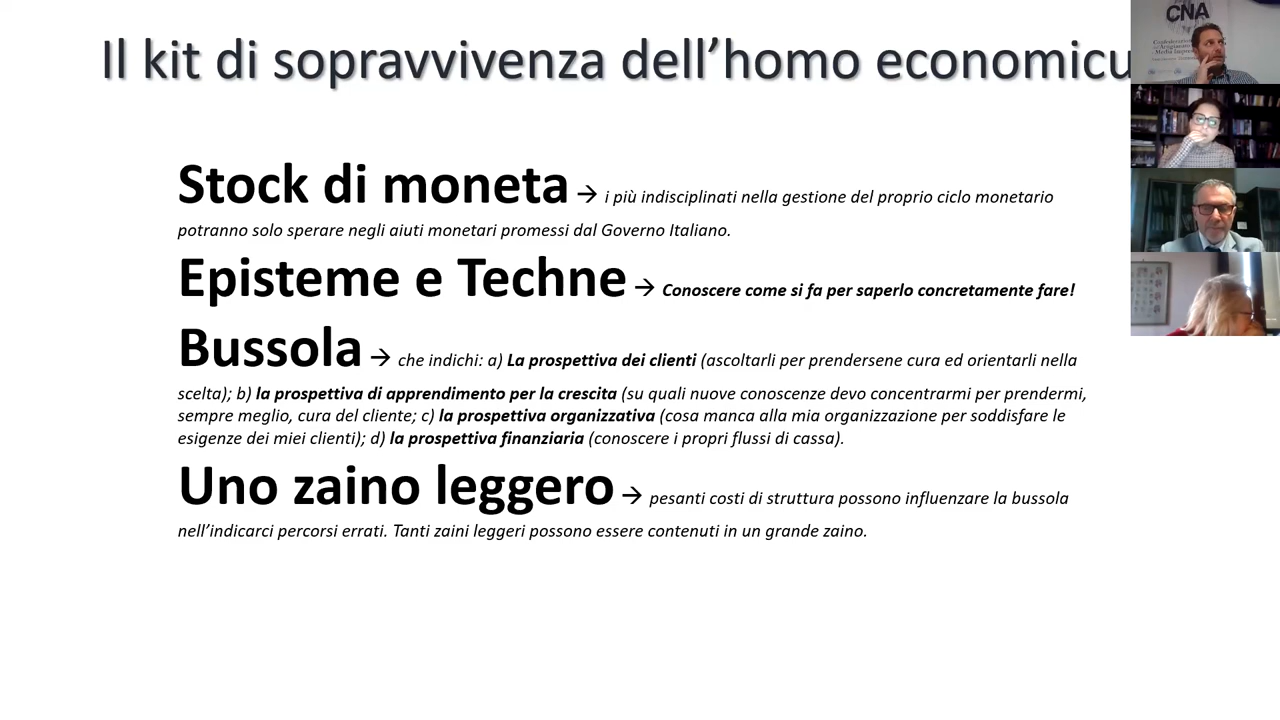 Il kit di sopravvivenza dell’homo economicu
CNA
Stock di moneta → i più indisciplinati nella gestione del proprio ciclo monetario
potranno solo sperare negli aiuti monetari promessi dal Governo Italiano.
Episteme e Techne → Conoscere come si fa per saperlo concretamente fare!
Bussola → che indichi: a) La prospettiva dei clienti (ascoltarli per prendersene cura ed orientarli nella
scelta); b) la prospettiva di apprendimento per la crescita (su quali nuove conoscenze devo concentrarmi per prendermi,
sempre meglio, cura del cliente; c) la prospettiva organizzativa (cosa manca alla mia organizzazione per soddisfare le
esigenze dei miei clienti); d) la prospettiva finanziaria (conoscere i propri flussi di cassa).
Uno zaino leggero → pesanti costi di struttura possono influenzare la bussola
nell’indicarci percorsi errati. Tanti zaini leggeri possono essere contenuti in un grande zaino.